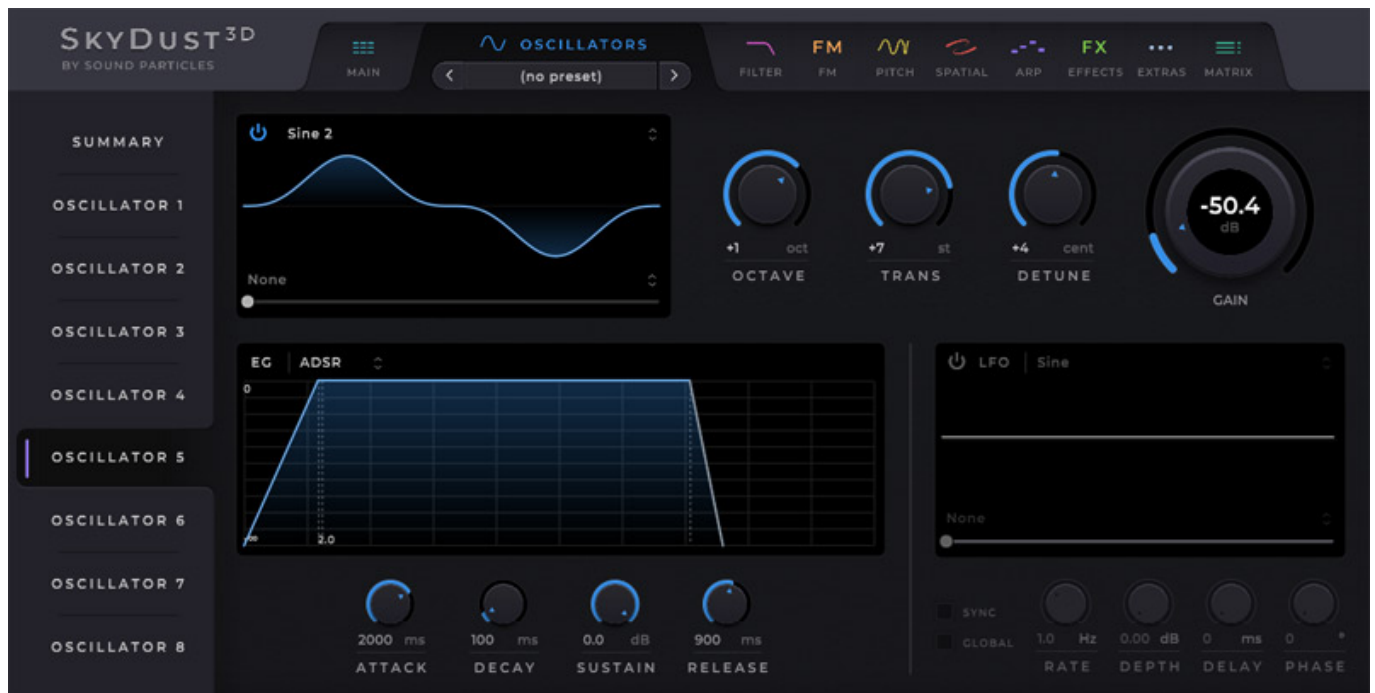 SKYDUST3D
BY SOUND PARTICLES
MAIN
OSCILLATORS
(no preset)
FILTER
FM
FM
PITCH
SPATIAL
ARP
FX
EFFECTS
EXTRAS
MATRIX
SUMMARY
OSCILLATOR 1
OSCILLATOR 2
OSCILLATOR 3
OSCILLATOR 4
OSCILLATOR 5
OSCILLATOR 6
OSCILLATOR 7
OSCILLATOR 8
Sine 2
None
+1 oct
OCTAVE
+7 st
TRANS
+4 cent
DETUNE
-50.4
dB
GAIN
EG ADSR
0
-∞
2.0
2000 ms
ATTACK
100 ms
DECAY
0.0 dB
SUSTAIN
900 ms
RELEASE
LFO Sine
None
SYNC
GLOBAL
1.0 Hz
RATE
0.00 dB
DEPTH
0 ms
DELAY
0 °
PHASE